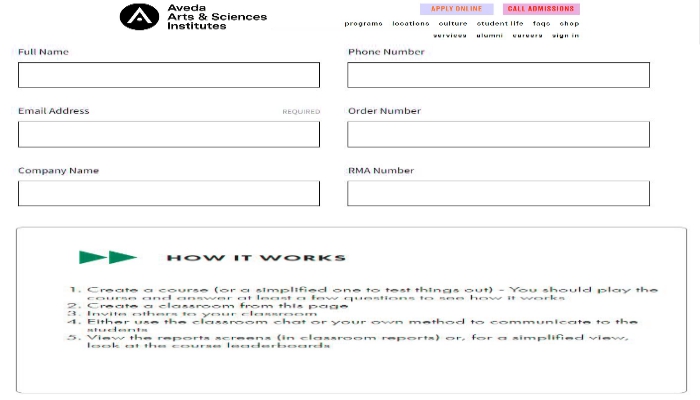 Aveda
Arts & Sciences
Institutes
APPLY ONLINE
CALL ADMISSIONS
programs locations culture student life faqs shop
services alumni careers sign in
Full Name
Phone Number
Email Address
REQUIRED
Order Number
Company Name
RMA Number
HOW IT WORKS
1. Create a course (or a simplified one to test things out) - You should play the
course and answer at least a few questions to see how it works
2. Create a classroom from this page
3. Invite others to your classroom
4. Either use the classroom chat or your own method to communicate to the
students
5. View the reports screens (in classroom reports) or, for a simplified view,
look at the course leaderboards